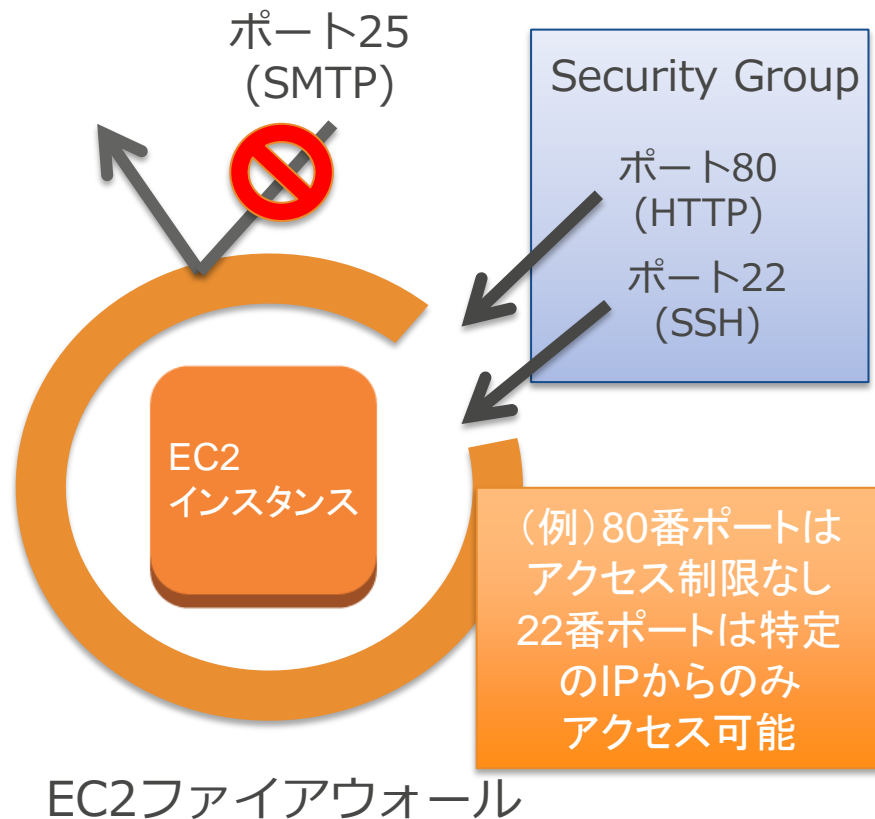 ポート25
(SMTP)
Security Group
ポート80
(HTTP)
ポート22
(SSH)
EC2
インスタンス
（例）80番ポートは
アクセス制限なし
22番ポートは特定
のIPからのみ
アクセス可能
EC2ファイアウォール